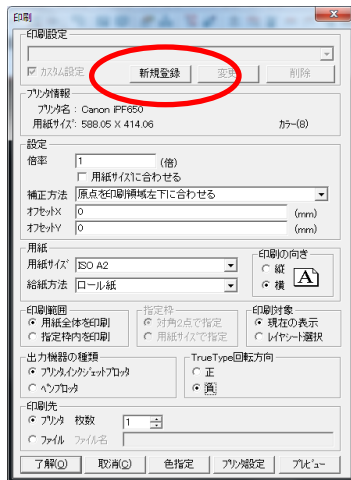 印刷
印刷設定
カスタム設定 新規登録 変更 削除
プリンタ情報
プリンタ名 : Canon iPF650
用紙サイズ : 588.05 X 414.06 カラー(8)
設定
倍率 1 (倍)
用紙サイズに合わせる
補正方法 原点を印刷領域左下に合わせる
オフセットX 0 (mm)
オフセットY 0 (mm)
用紙
用紙サイズ ISO A2
給紙方法 ロール紙
印刷の向き
縦
横 A
印刷範囲
用紙全体を印刷
指定枠内を印刷
指定枠
対角2点で指定
用紙サイズで指定
印刷対象
現在の表示
レイヤシート選択
出力機器の種類
プリンタ,インクジェットプロッタ
ペンプロッタ
TrueType回転方向
正
負
印刷先
プリンタ 枚数 1
ファイル ファイル名
了解(O) 取消(C) 色指定 プリンタ設定 プレビュー